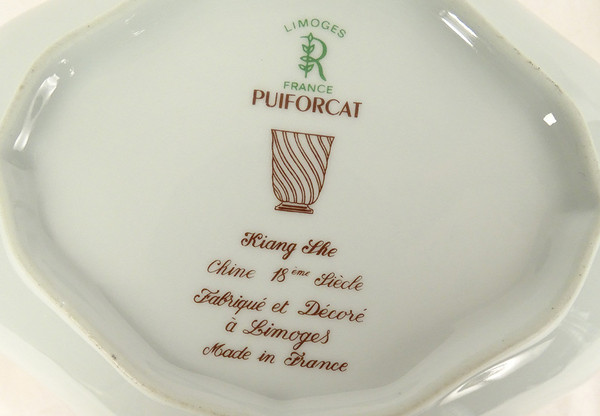 LIMOGES
R
FRANCE
PUIFORCAT
Kiang She
Chine 18ème Siècle
Fabriqué et Décoré
à Limoges
Made in France